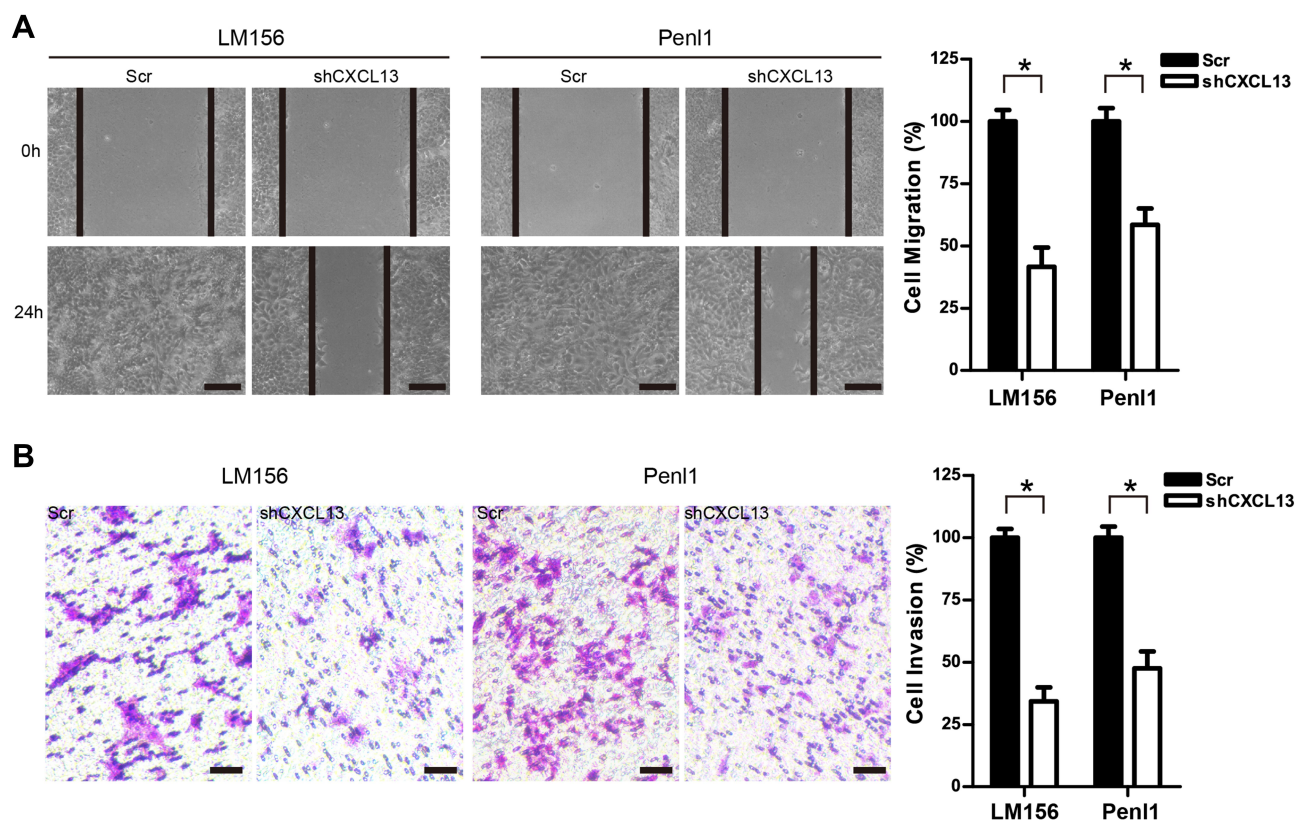 A
LM156
Penl1
Scr
shCXCL13
Scr
shCXCL13
0h
24h
125
100
75
50
25
0
Cell Migration (%)
*
*
Scr
shCXCL13
LM156
Penl1
B
LM156
Penl1
Scr
shCXCL13
Scr
shCXCL13
125
100
75
50
25
0
Cell Invasion (%)
*
*
Scr
shCXCL13
LM156
Penl1